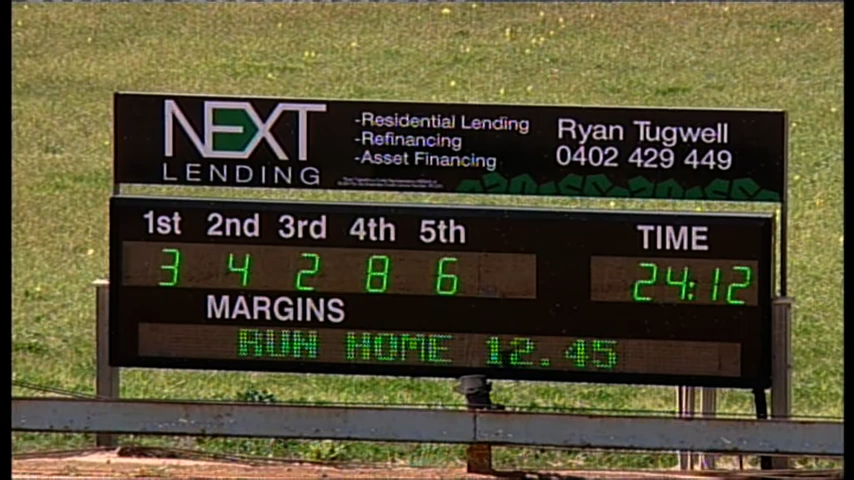 NEXT
LENDING
-Residential Lending
-Refinancing
-Asset Financing
Ryan Tugwell
0402 429 449
1st 2nd 3rd 4th 5th TIME
3 4 2 8 6 24:12
MARGINS
RUN HOME 12.45